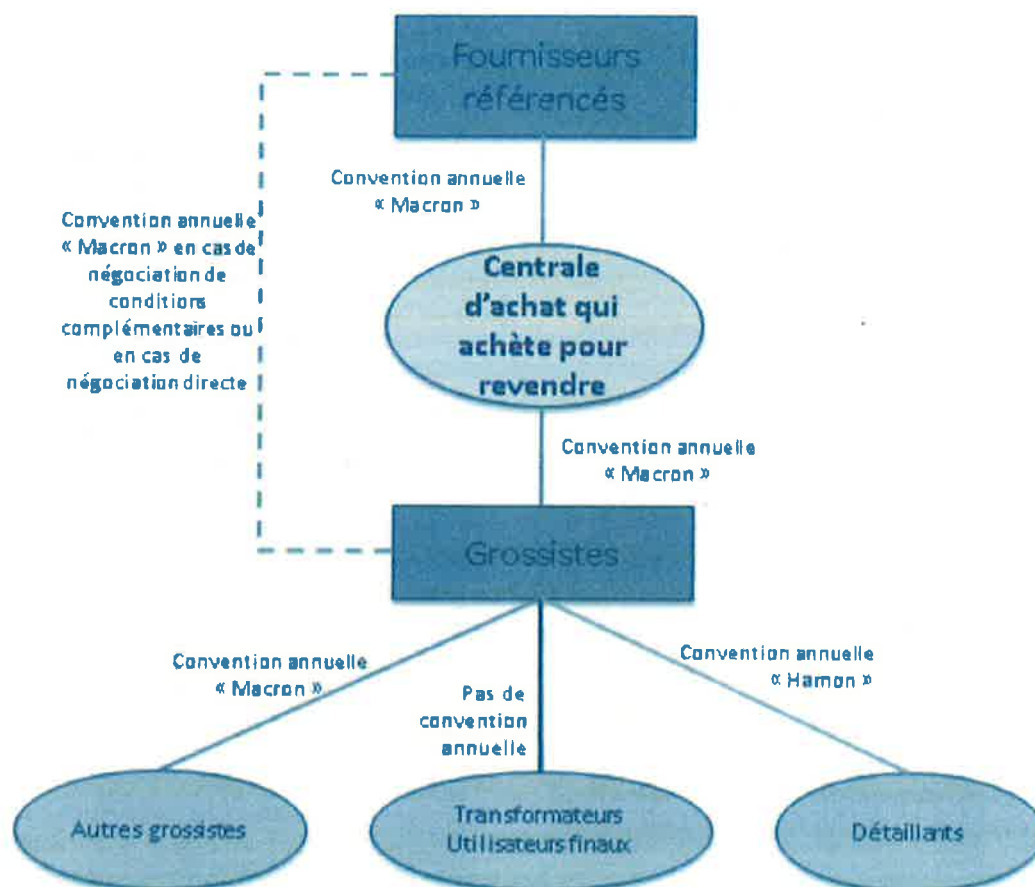 Fournisseurs
référencés
Convention annuelle
« Macron »
Convention annuelle
« Macron » en cas de
négociation de
conditions
complémentaires ou
en cas de
négociation directe
Centrale
d'achat qui
achète pour
revendre
Convention annuelle
« Macron »
Grossistes
Convention annuelle
« Macron »
Pas de
convention
annuelle
Convention annuelle
« Hamon »
Autres grossistes
Transformateurs
Utilisateurs finaux
Détaillants